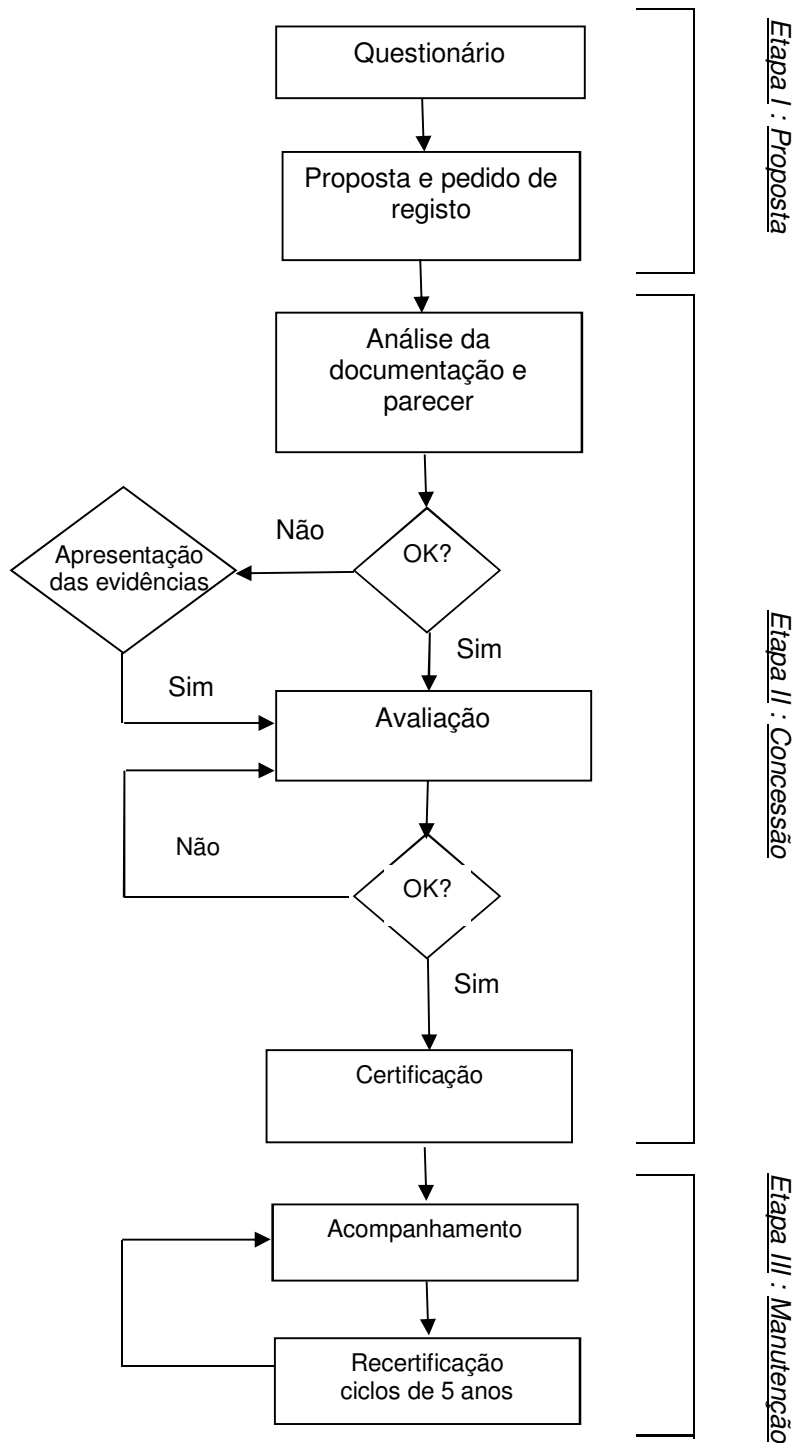 Questionário
Etapa I : Proposta
Proposta e pedido de
registo
Análise da
documentação e
parecer
Etapa II : Concessão
OK?
Não
Apresentação
das evidências
Sim
Sim
Avaliação
OK?
Não
Sim
Certificação
Etapa III : Manutenção
Acompanhamento
Recertificação
ciclos de 5 anos